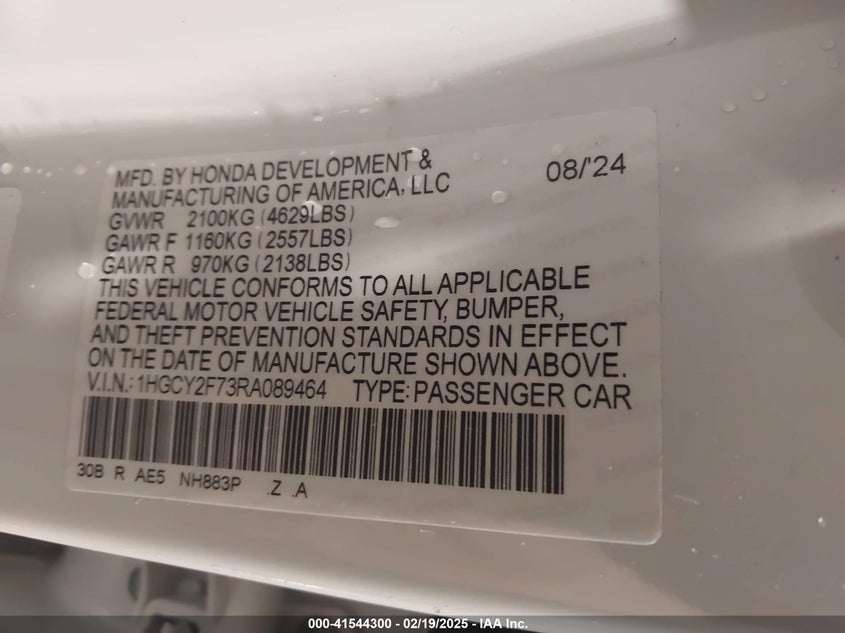 MFD. BY HONDA DEVELOPMENT & 08/'24
MANUFACTURING OF AMERICA, LLC
GVWR 2100KG (4629LBS)
GAWR F 1160KG (2557LBS)
GAWR R 970KG (2138LBS)
THIS VEHICLE CONFORMS TO ALL APPLICABLE
FEDERAL MOTOR VEHICLE SAFETY, BUMPER,
AND THEFT PREVENTION STANDARDS IN EFFECT
ON THE DATE OF MANUFACTURE SHOWN ABOVE.
V.I.N.: 1HGCY2F73RA089464 TYPE: PASSENGER CAR
30B R AE5 NH883P .Z .A
000-41544300 - 02/19/2025 - IAA Inc.